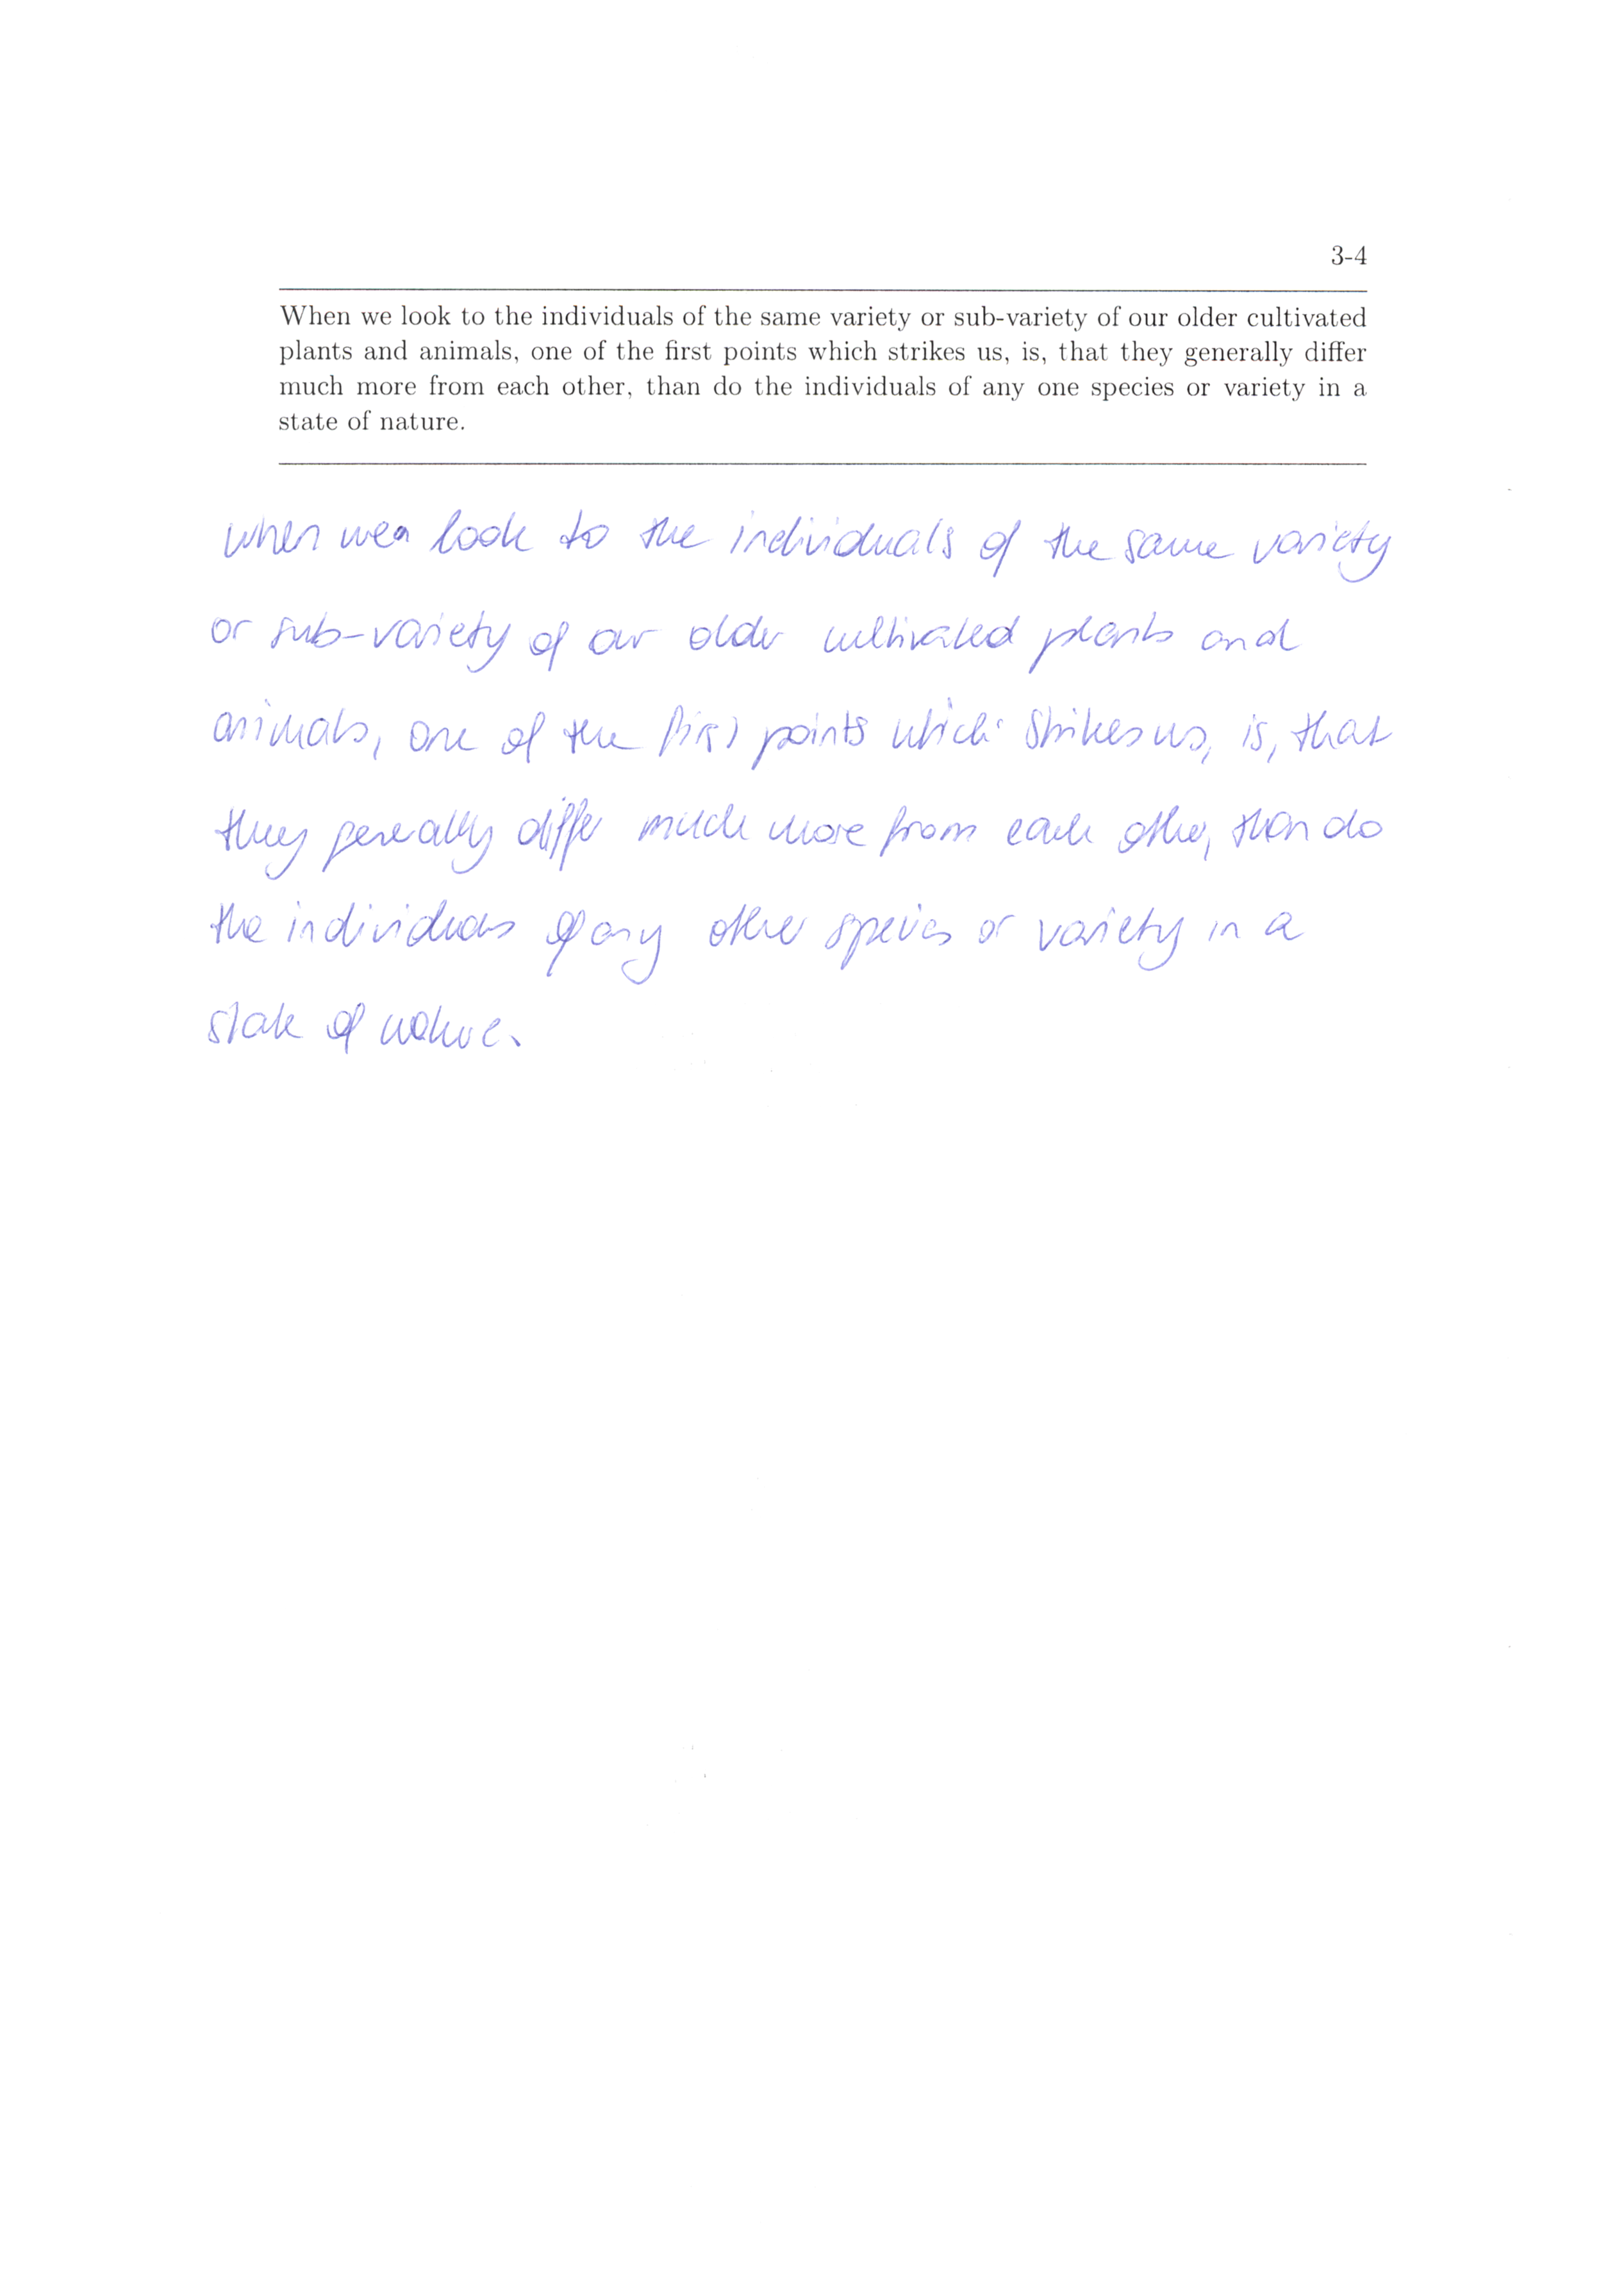 3-4
When we look to the individuals of the same variety or sub-variety of our older cultivated
plants and animals, one of the first points which strikes us, is, that they generally differ
much more from each other, than do the individuals of any one species or variety in a
state of nature.
when wen look to the individuals of the same variety
or sub-variety of our older cultivated plants and
animals, one of the first points which strikes us, is, that
they generally differ much more from each other, than do
the individuas of any other species or variety in a
state of nature.